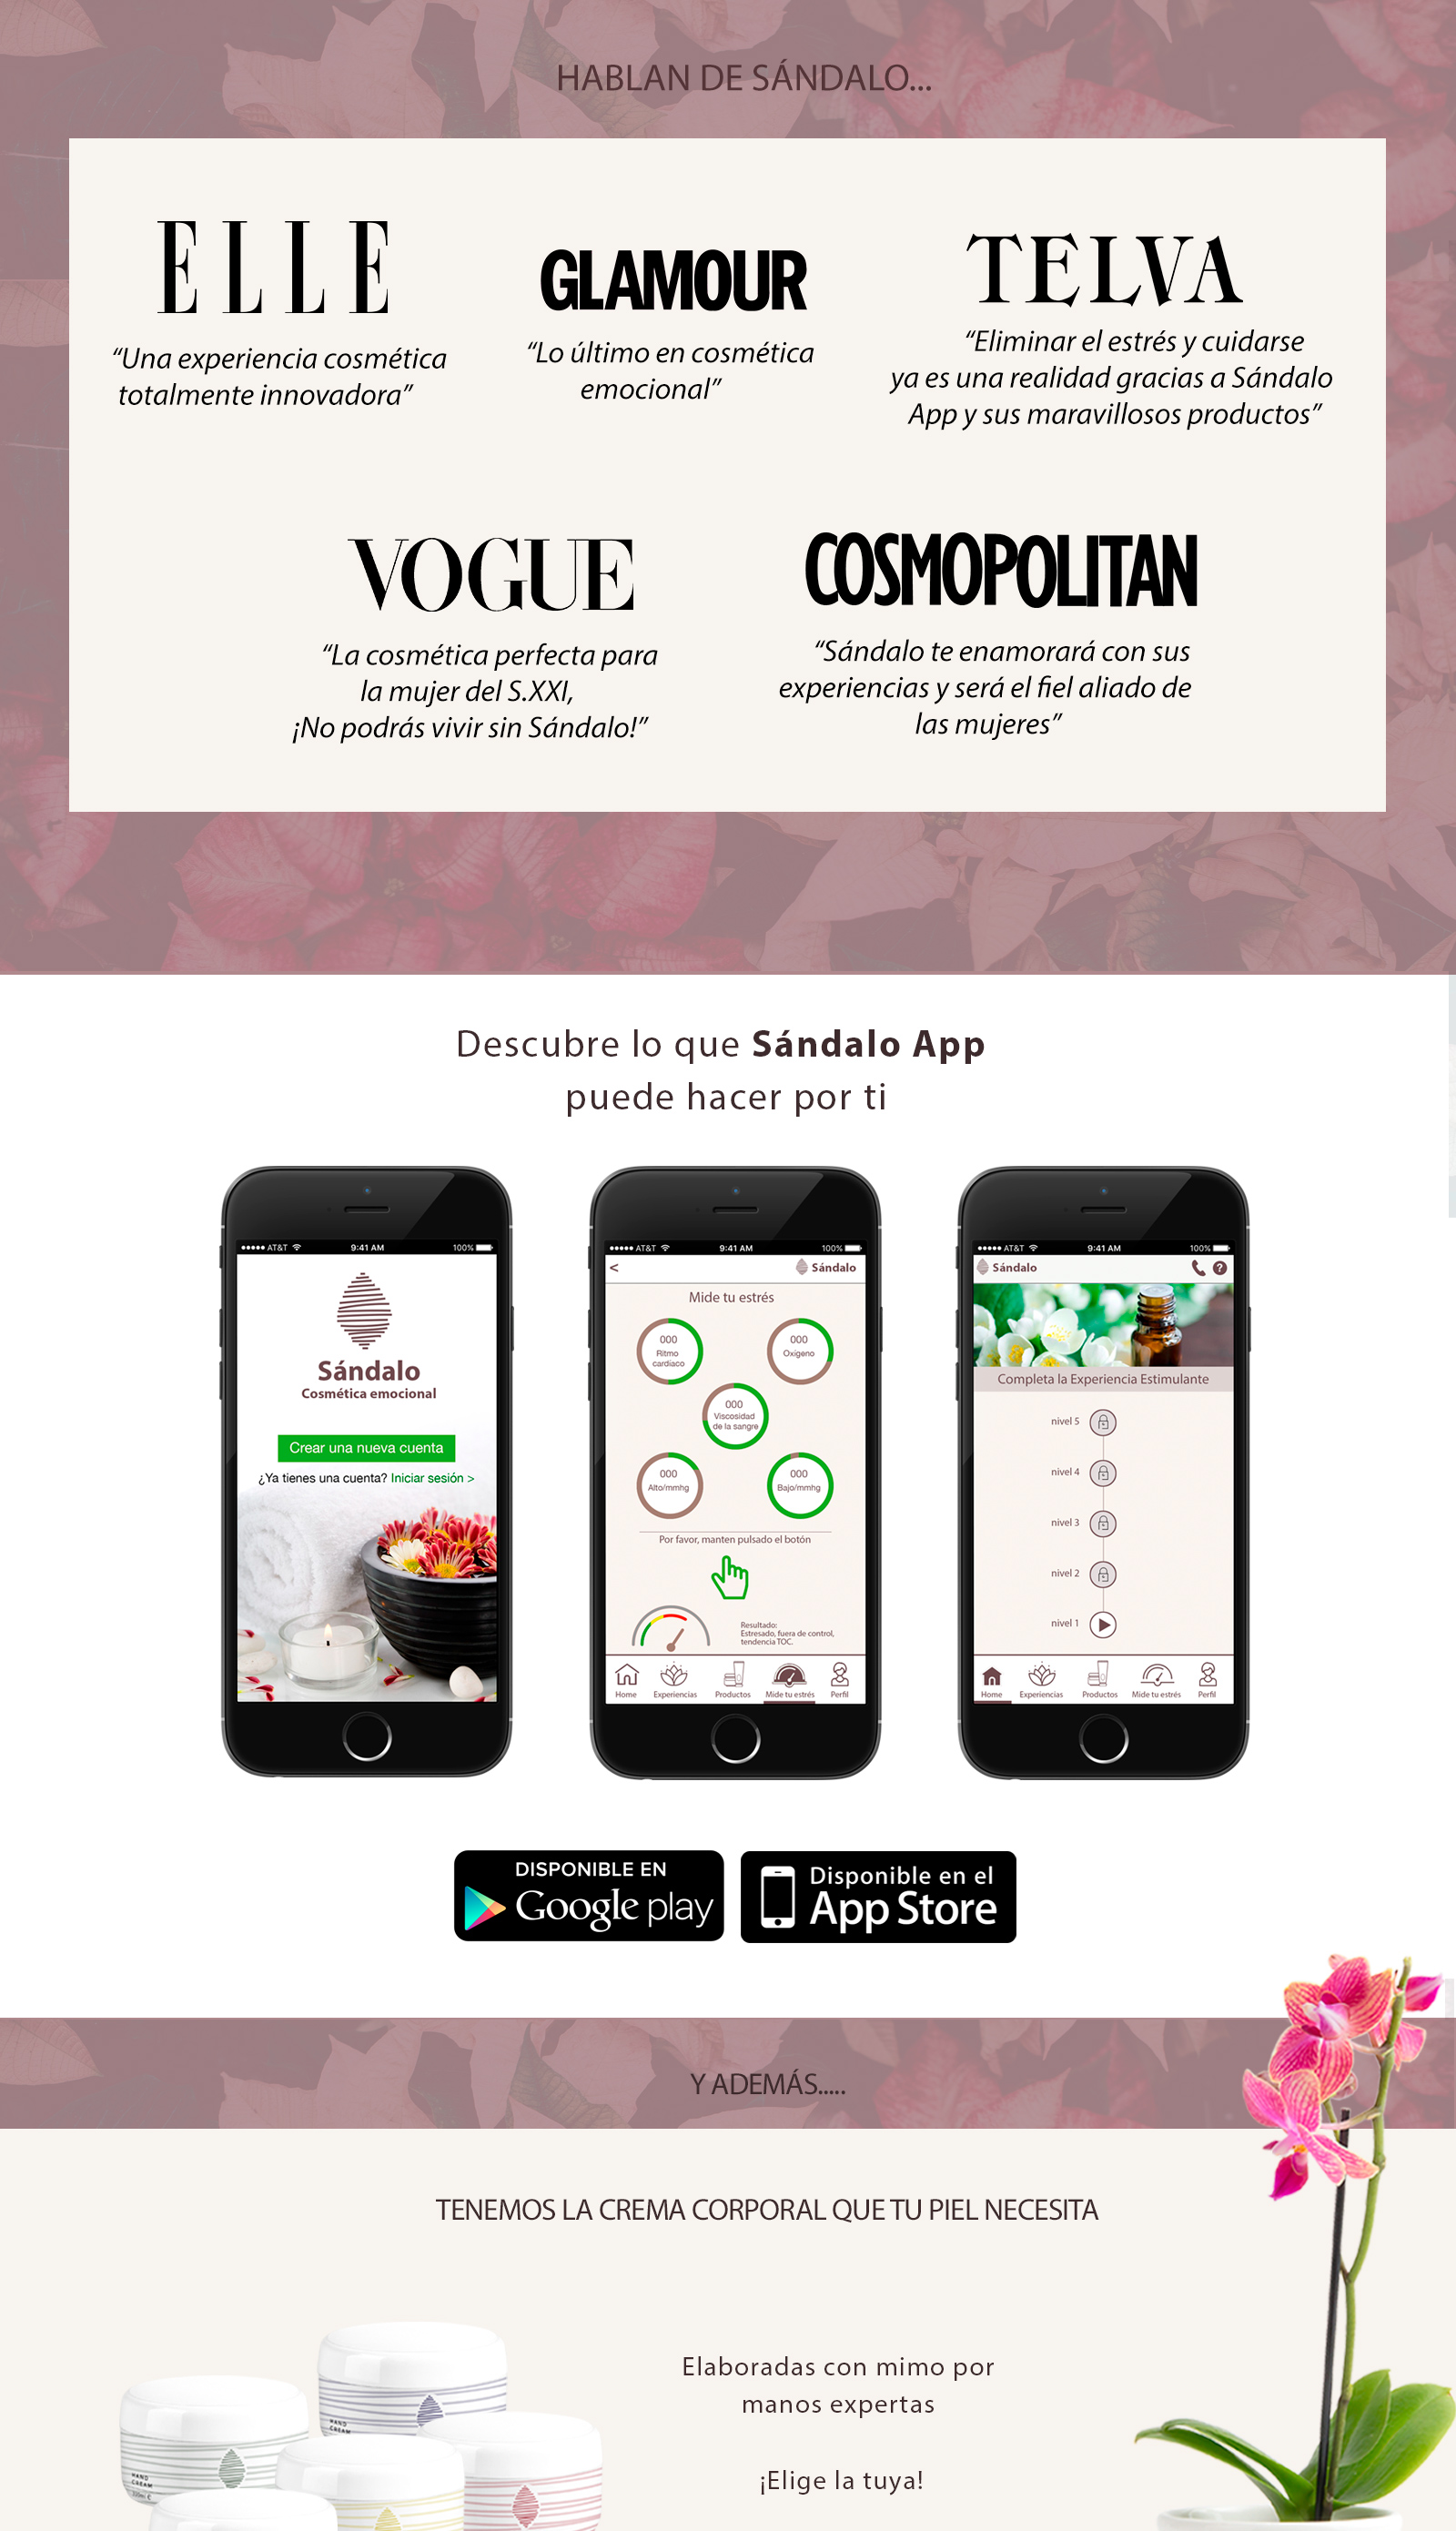 HABLAN DE SÁNDALO...
ELLE
“Una experiencia cosmética
totalmente innovadora”
GLAMOUR
“Lo último en cosmética
emocional”
TELVA
“Eliminar el estrés y cuidarse
ya es una realidad gracias a Sándalo
App y sus maravillosos productos”
VOGUE
“La cosmética perfecta para
la mujer del S.XXI,
¡No podrás vivir sin Sándalo!”
COSMOPOLITAN
“Sándalo te enamorará con sus
experiencias y será el fiel aliado de
las mujeres”
Descubre lo que Sándalo App
puede hacer por ti
AT&T 9:41 AM 100%
Sándalo
Cosmética emocional
Crear una nueva cuenta
¿Ya tienes una cuenta? Iniciar sesión >
AT&T 9:41 AM 100%
< Sándalo
Mide tu estrés
000
Ritmo
cardiaco
000
Oxigeno
000
Viscosidad
de la sangre
000
Alto/mmhg
000
Bajo/mmhg
Por favor, manten pulsado el botón
Resultado:
Estresado, fuera de control,
tendencia TOC.
Home Experiencias Productos Mide tu estrés Perfil
AT&T 9:41 AM 100%
Sándalo ?
Completa la Experiencia Estimulante
nivel 5
nivel 4
nivel 3
nivel 2
nivel 1
Home Experiencias Productos Mide tu estrés Perfil
DISPONIBLE EN
Google play
Disponible en el
App Store
Y ADEMÁS.....
TENEMOS LA CREMA CORPORAL QUE TU PIEL NECESITA
Elaboradas con mimo por
manos expertas
¡Elige la tuya!
HAND
CREAM
HAND
CREAM